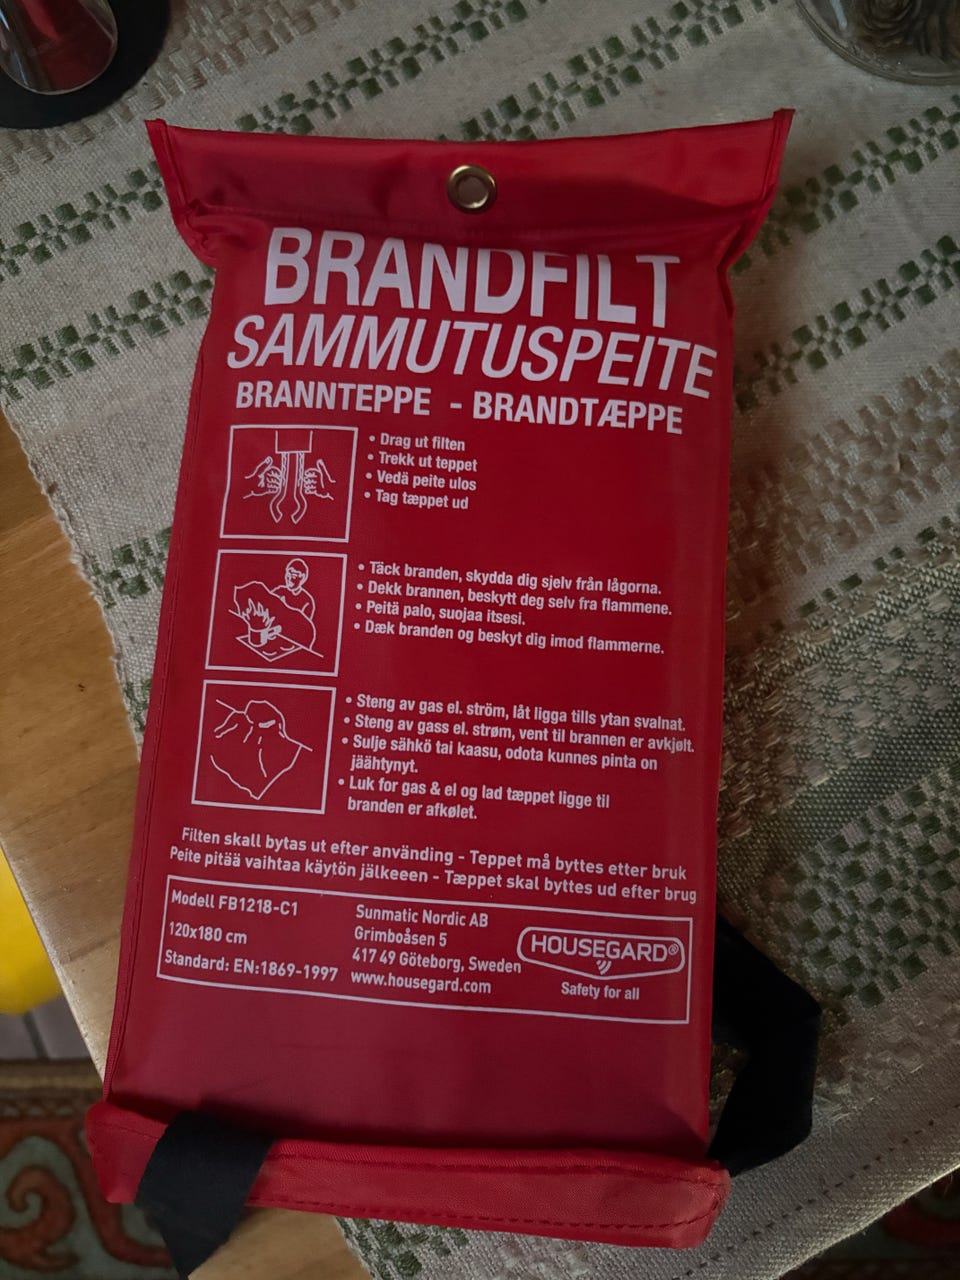 BRANDFILT
SAMMUTUSPEITE
BRANNTEPPE - BRANDTÆPPE
• Drag ut filten
• Trekk ut teppet
• Vedä peite ulos
• Tag tæppet ud
• Täck branden, skydda dig sjelv från lågorna.
• Dekk brannen, beskytt deg selv fra flammene.
• Peitä palo, suojaa itsesi.
• Dæk branden og beskyt dig imod flammerne.
• Steng av gas el. ström, låt ligga tills ytan svalnat.
• Steng av gass el. strøm, vent til brannen er avkjølt.
• Sulje sähkö tai kaasu, odota kunnes pinta on
jäähtynyt.
• Luk for gas & el og lad tæppet ligge til
branden er afkølet.
Filten skall bytas ut efter använding - Teppet må byttes etter bruk
Peite pitää vaihtaa käytön jälkeeen - Tæppet skal byttes ud efter brug
Modell FB1218-C1
120x180 cm
Standard: EN:1869-1997
Sunmatic Nordic AB
Grimboåsen 5
417 49 Göteborg, Sweden
www.housegard.com
HOUSEGARD®
Safety for all